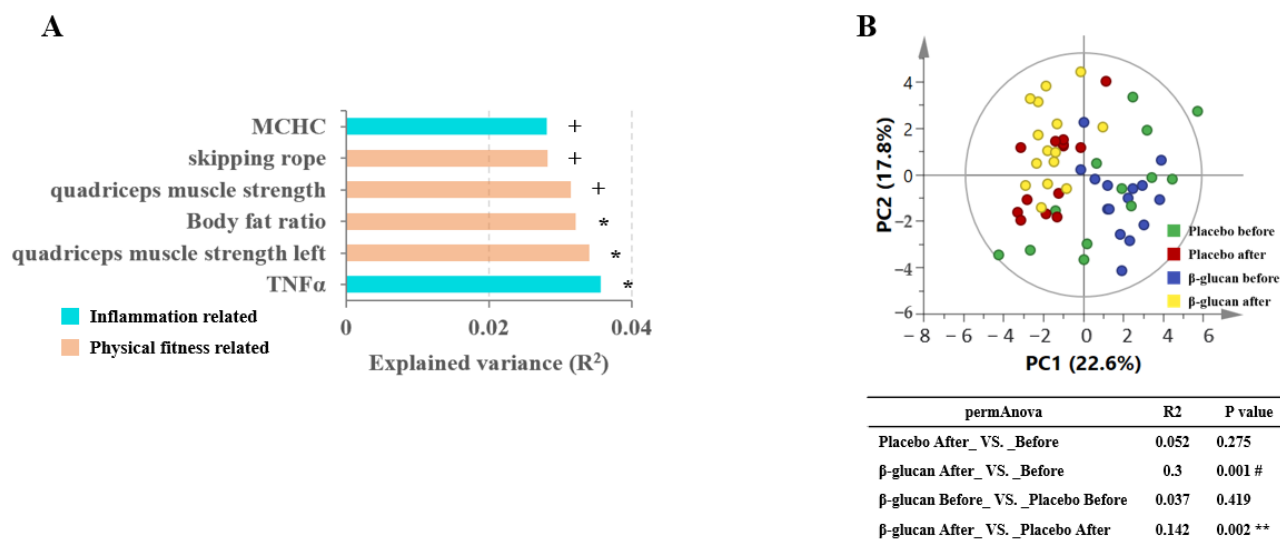 A
MCHC +
skipping rope +
quadriceps muscle strength +
Body fat ratio *
quadriceps muscle strength left *
TNFα *
0 0.02 0.04
Explained variance (R²)
Inflammation related
Physical fitness related
B
PC2 (17.8%)
4
2
0
−2
−4
−6
−8 −6 −4 −2 0 2 4 6
PC1 (22.6%)
Placebo before
Placebo after
β-glucan before
β-glucan after
permAnova R2 P value
Placebo After_ VS. _Before 0.052 0.275
β-glucan After_ VS. _Before 0.3 0.001 #
β-glucan Before_ VS. _Placebo Before 0.037 0.419
β-glucan After_ VS. _Placebo After 0.142 0.002 **